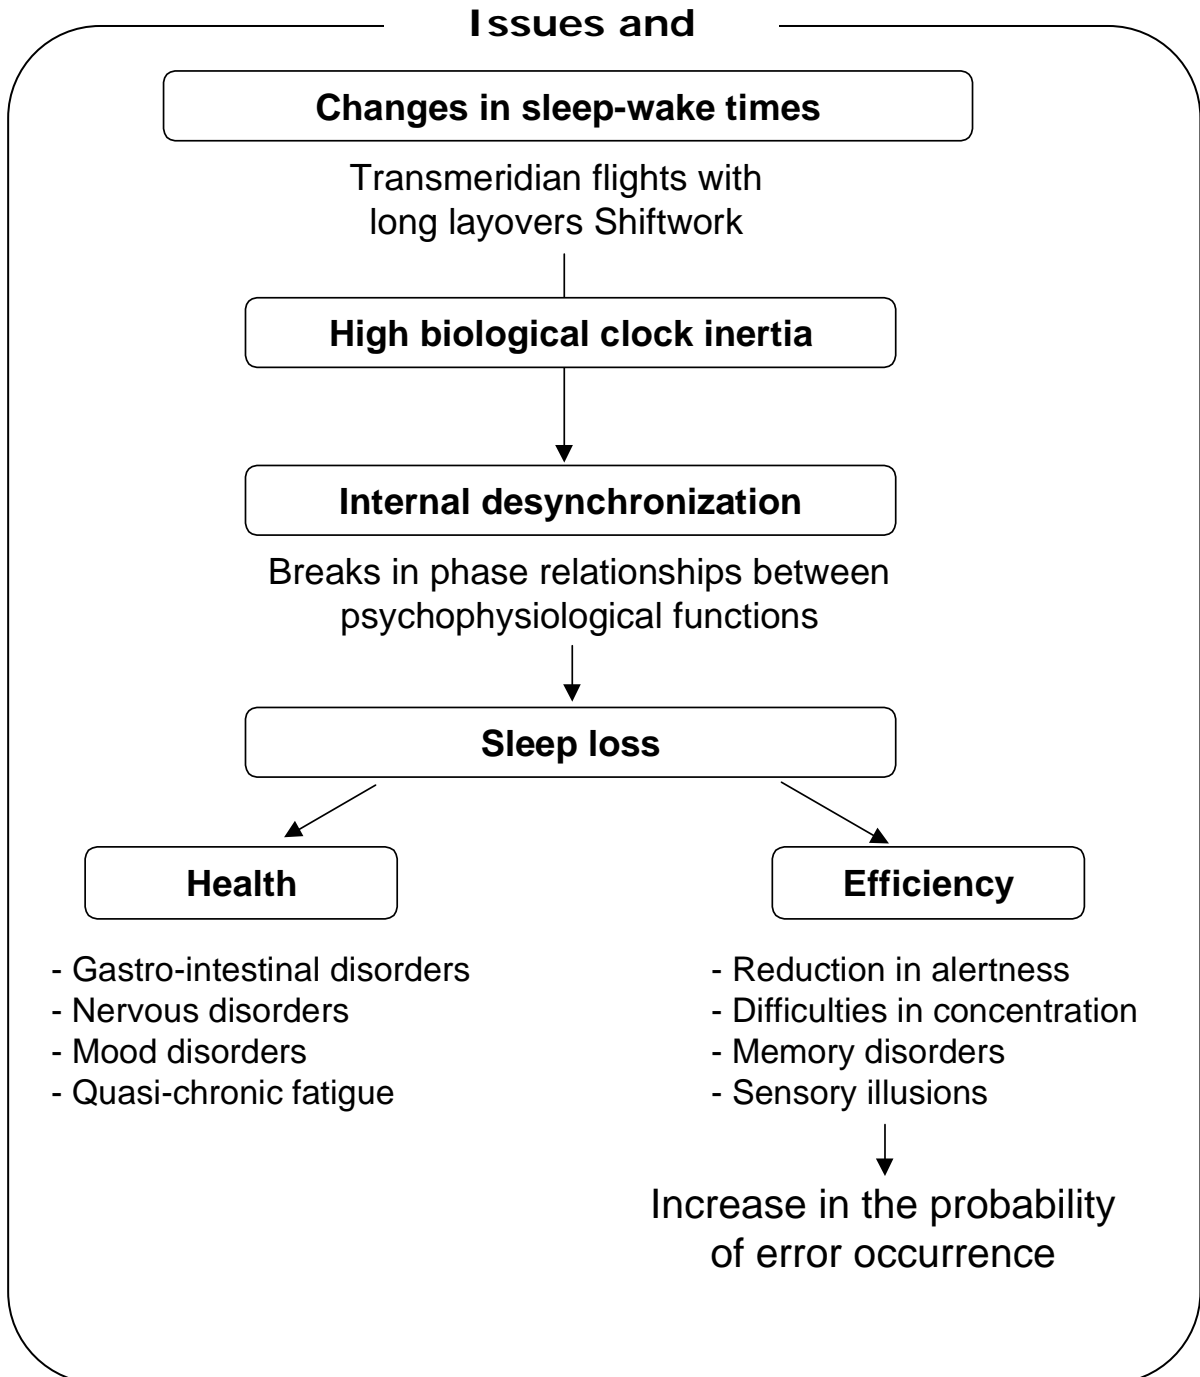 Issues and
Changes in sleep-wake times
Transmeridian flights with
long layovers Shiftwork
High biological clock inertia
Internal desynchronization
Breaks in phase relationships between
psychophysiological functions
Sleep loss
Health
- Gastro-intestinal disorders
- Nervous disorders
- Mood disorders
- Quasi-chronic fatigue
Efficiency
- Reduction in alertness
- Difficulties in concentration
- Memory disorders
- Sensory illusions
Increase in the probability
of error occurrence